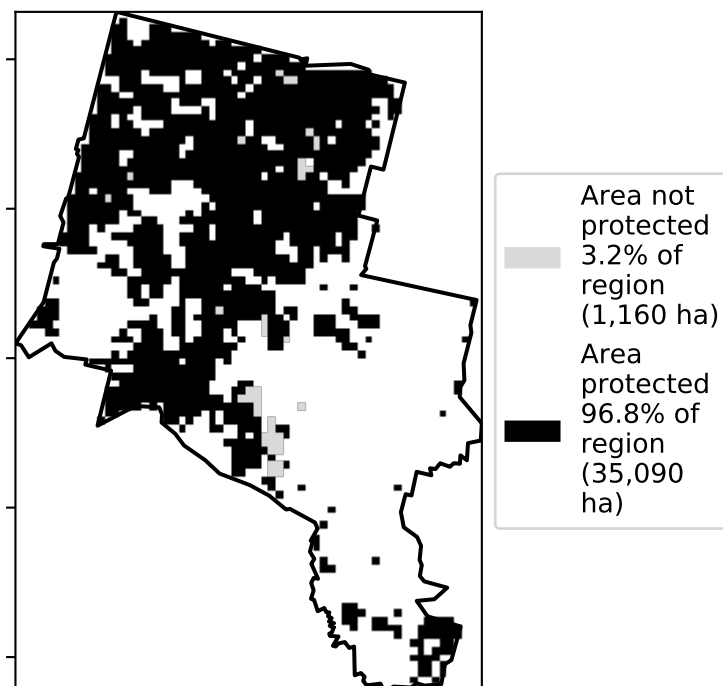 Area not
protected
3.2% of
region
(1,160 ha)
Area
protected
96.8% of
region
(35,090
ha)